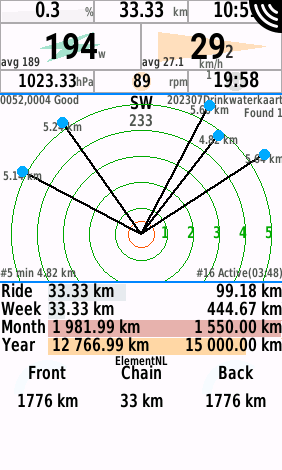 0.3 % 33.33 km 10:5
194 w 29 2 km/h
avg 189 avg 27.1
1023.33 hPa 89 rpm 19:58
0052,0004 Good SW 202307Drinkwaterkaart
233 Found 1
5.24 km
5.6
4.82 km
5.64 km
5.14 km
1 2 3 4 5
#5 min 4.82 km #16 Active(03:48)
Ride 33.33 km 99.18 km
Week 33.33 km 444.67 km
Month 1 981.99 km 1 550.00 km
Year 12 766.99 km 15 000.00 km
ElementNL
Front Chain Back
1776 km 33 km 1776 km